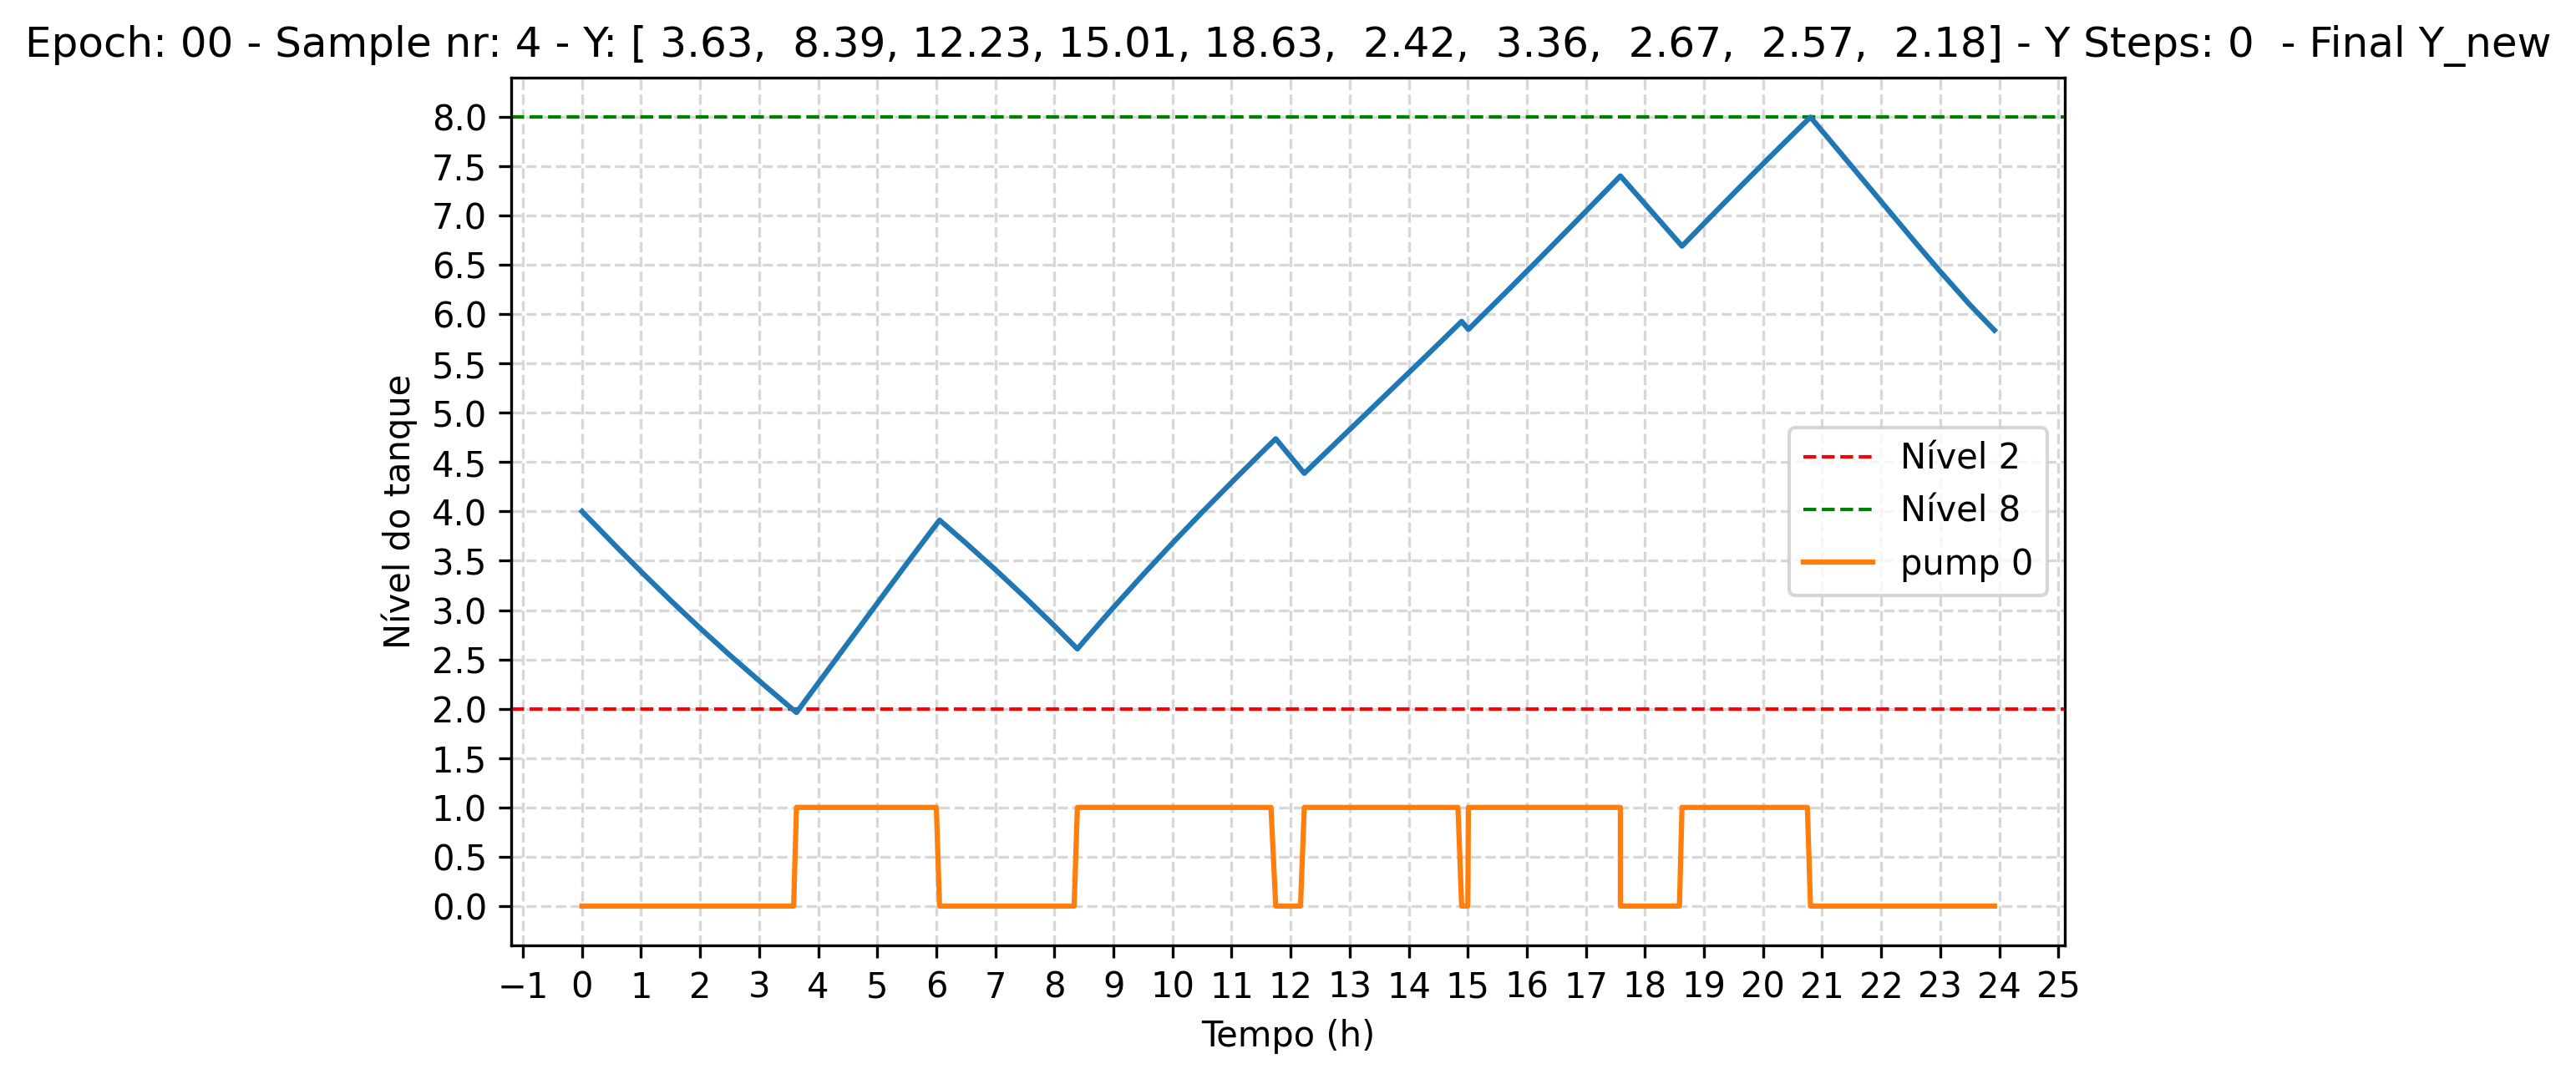 Epoch: 00 - Sample nr: 4 - Y: [ 3.63,  8.39, 12.23, 15.01, 18.63,  2.42,  3.36,  2.67,  2.57,  2.18] - Y Steps: 0  - Final Y_new
8.0
7.5
7.0
6.5
6.0
5.5
5.0
4.5
4.0
3.5
3.0
2.5
2.0
1.5
1.0
0.5
0.0
Nível do tanque
Nível 2
Nível 8
pump 0
−1 0 1 2 3 4 5 6 7 8 9 10 11 12 13 14 15 16 17 18 19 20 21 22 23 24 25
Tempo (h)